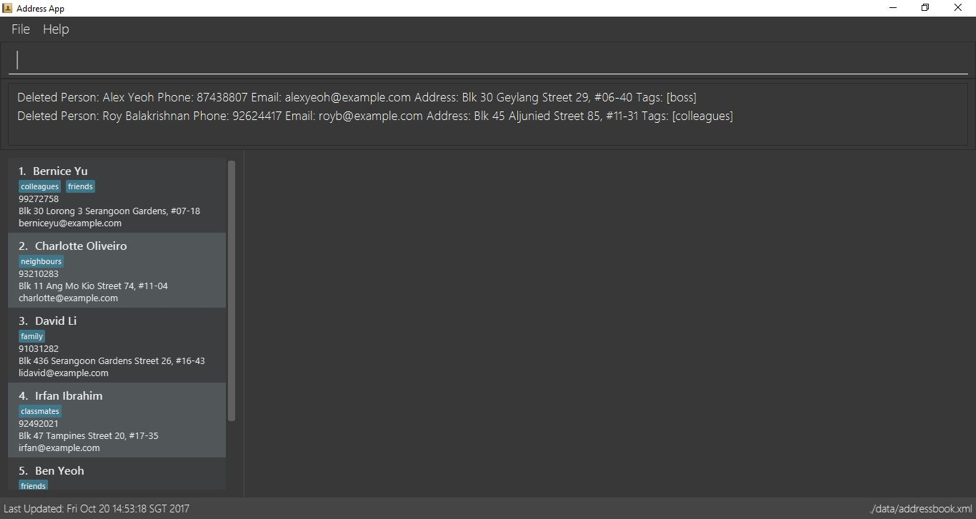 Address App
File Help
Deleted Person: Alex Yeoh Phone: 87438807 Email: alexyeoh@example.com Address: Blk 30 Geylang Street 29, #06-40 Tags: [boss]
Deleted Person: Roy Balakrishnan Phone: 92624417 Email: royb@example.com Address: Blk 45 Aljunied Street 85, #11-31 Tags: [colleagues]
1. Bernice Yu
colleagues friends
99272758
Blk 30 Lorong 3 Serangoon Gardens, #07-18
berniceyu@example.com
2. Charlotte Oliveiro
neighbours
93210283
Blk 11 Ang Mo Kio Street 74, #11-04
charlotte@example.com
3. David Li
family
91031282
Blk 436 Serangoon Gardens Street 26, #16-43
lidavid@example.com
4. Irfan Ibrahim
classmates
92492021
Blk 47 Tampines Street 20, #17-35
irfan@example.com
5. Ben Yeoh
friends
Last Updated: Fri Oct 20 14:53:18 SGT 2017
./data/addressbook.xml